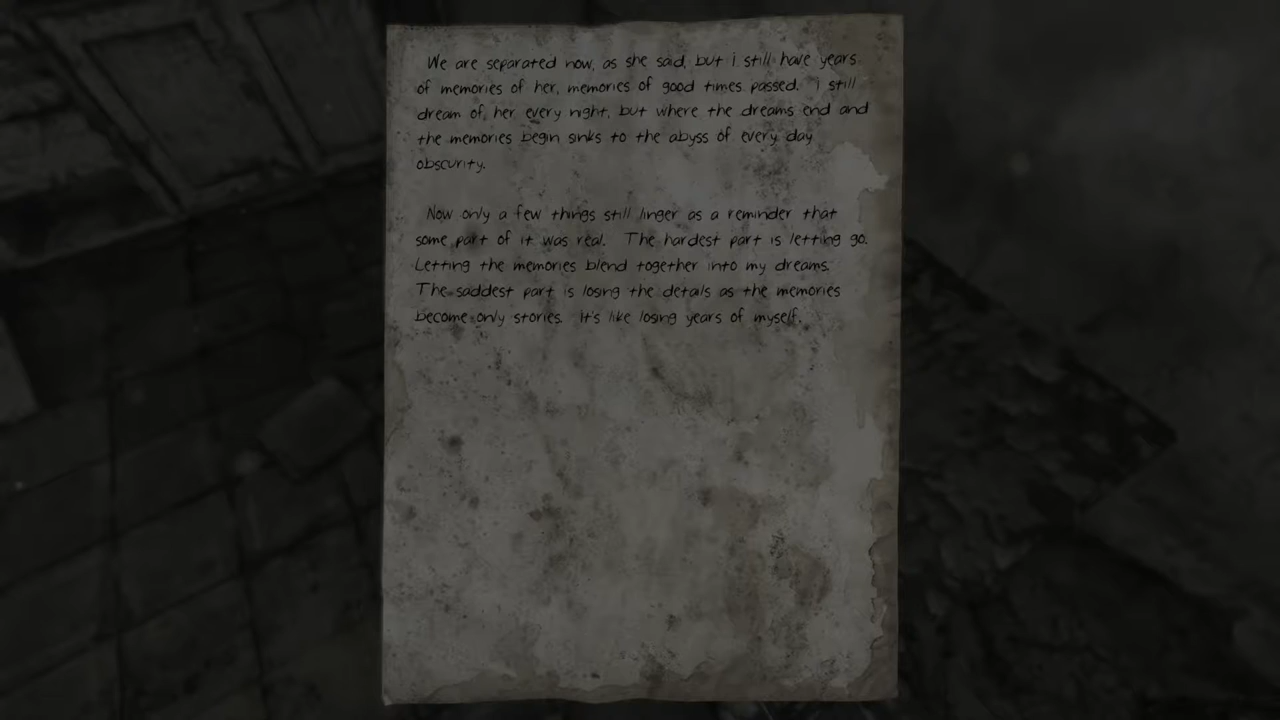 We are separated now, as she said, but i still have years
of memories of her, memories of good times passed. i still
dream of her every night, but where the dreams end and
the memories begin sinks to the abyss of every day
obscurity.
Now only a few things still linger as a reminder that
some part of it was real. The hardest part is letting go.
Letting the memories blend together into my dreams.
The saddest part is losing the details as the memories
become only stories. it's like losing years of myself.